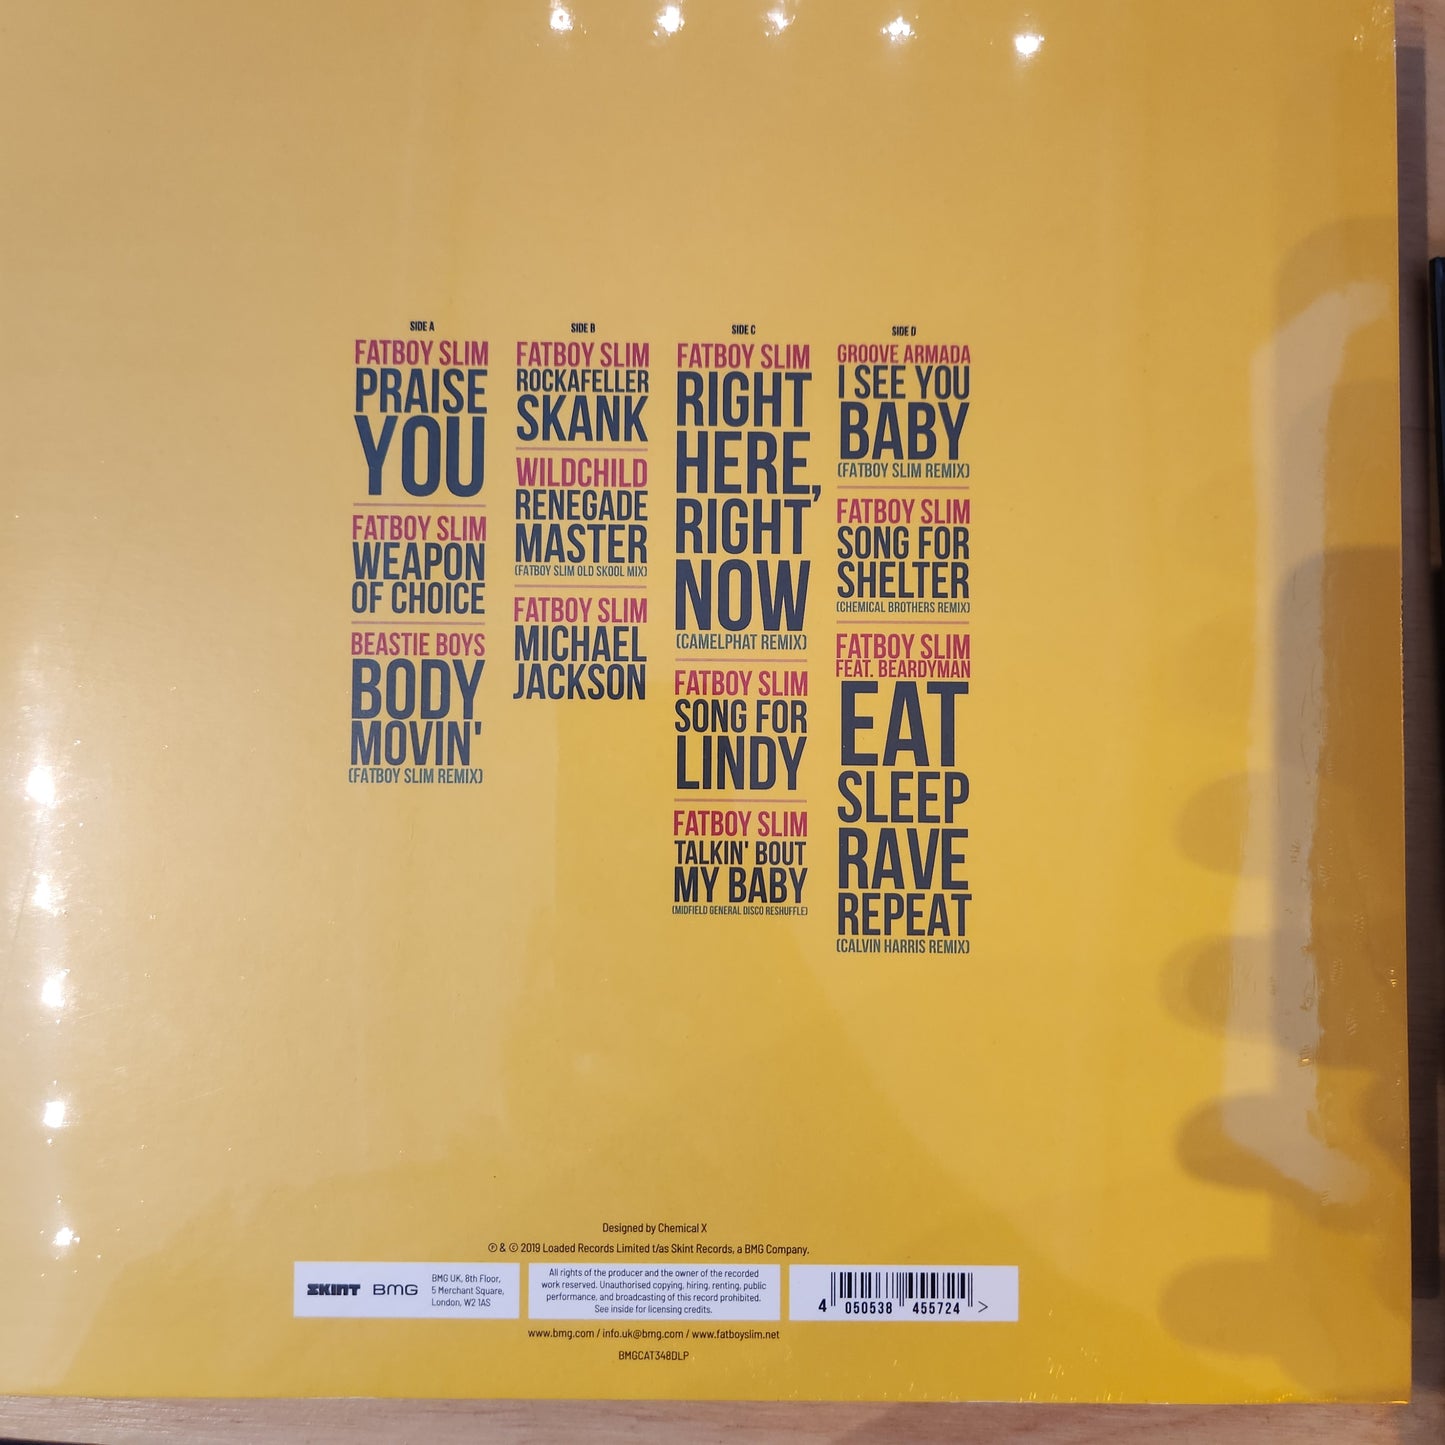 SIDE A
FATBOY SLIM
PRAISE
YOU
FATBOY SLIM
WEAPON
OF CHOICE
BEASTIE BOYS
BODY
MOVIN'
(FATBOY SLIM REMIX)
SIDE B
FATBOY SLIM
ROCKAFELLER
SKANK
WILDCHILD
RENEGADE
MASTER
(FATBOY SLIM OLD SKOOL MIX)
FATBOY SLIM
MICHAEL
JACKSON
SIDE C
FATBOY SLIM
RIGHT
HERE,
RIGHT
NOW
(CAMELPHAT REMIX)
FATBOY SLIM
SONG FOR
LINDY
FATBOY SLIM
TALKIN' BOUT
MY BABY
(MIDFIELD GENERAL DISCO RESHUFFLE)
SIDE D
GROOVE ARMADA
I SEE YOU
BABY
(FATBOY SLIM REMIX)
FATBOY SLIM
SONG FOR
SHELTER
(CHEMICAL BROTHERS REMIX)
FATBOY SLIM
FEAT. BEARDYMAN
EAT
SLEEP
RAVE
REPEAT
(CALVIN HARRIS REMIX)
Designed by Chemical X
℗ & © 2019 Loaded Records Limited t/as Skint Records, a BMG Company.
SKINT BMG
BMG UK, 8th Floor,
5 Merchant Square,
London, W2 1AS
All rights of the producer and the owner of the recorded
work reserved. Unauthorised copying, hiring, renting, public
performance, and broadcasting of this record prohibited.
See inside for licensing credits.
4 050538 455724 >
www.bmg.com / info.uk@bmg.com / www.fatboyslim.net
BMGCAT348DLP